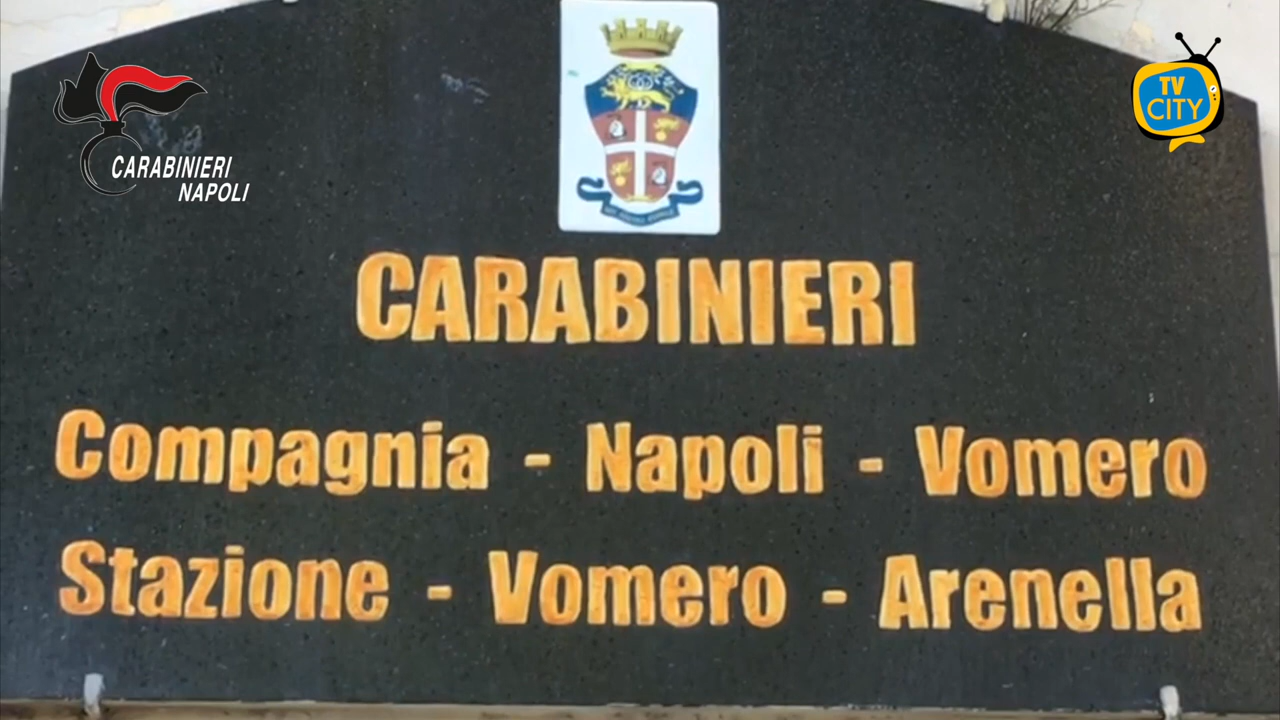 CARABINIERI
NAPOLI
TV
CITY
CARABINIERI
Compagnia - Napoli - Vomero
Stazione - Vomero - Arenella